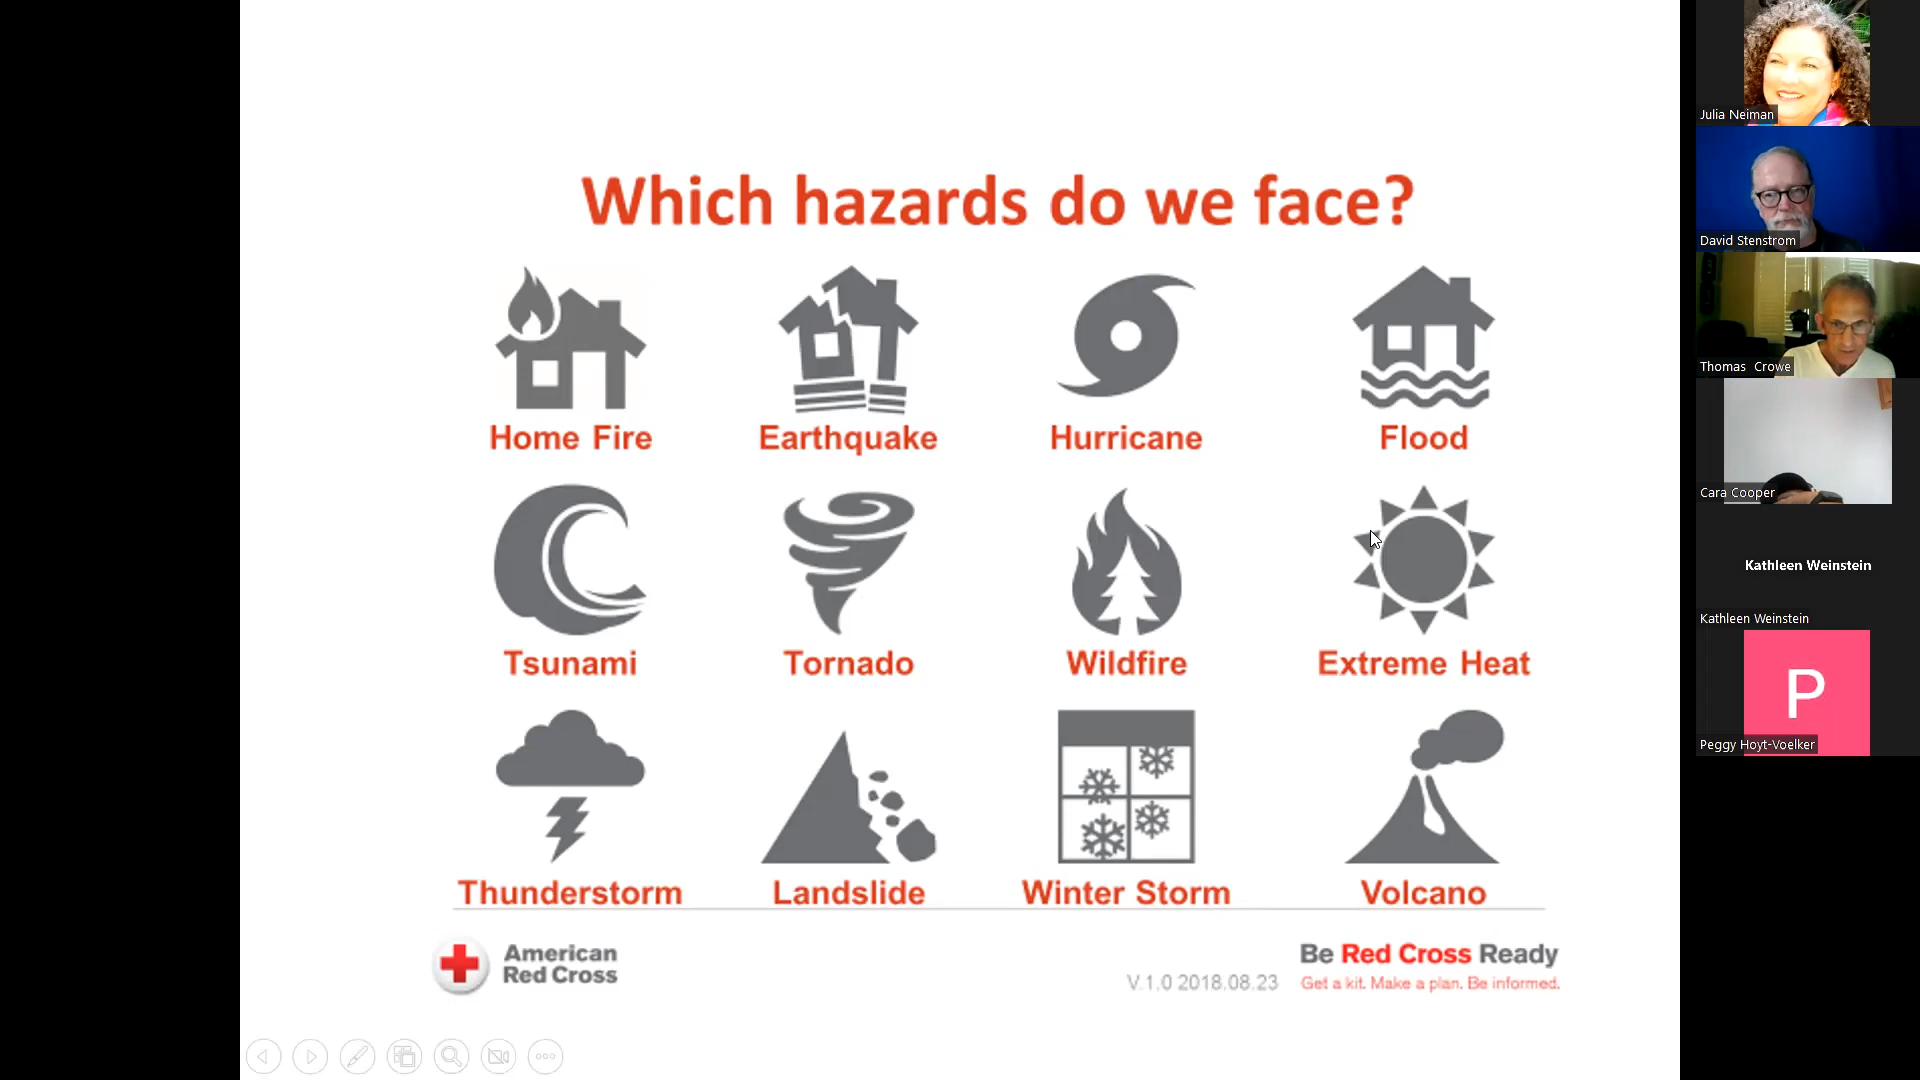 Which hazards do we face?
Home Fire
Earthquake
Hurricane
Flood
Tsunami
Tornado
Wildfire
Extreme Heat
Thunderstorm
Landslide
Winter Storm
Volcano
American
Red Cross
V.1.0 2018.08.23
Be Red Cross Ready
Get a kit. Make a plan. Be informed.
Julia Neiman
David Stenstrom
Thomas Crowe
Cara Cooper
Kathleen Weinstein
Kathleen Weinstein
P
Peggy Hoyt-Voelker